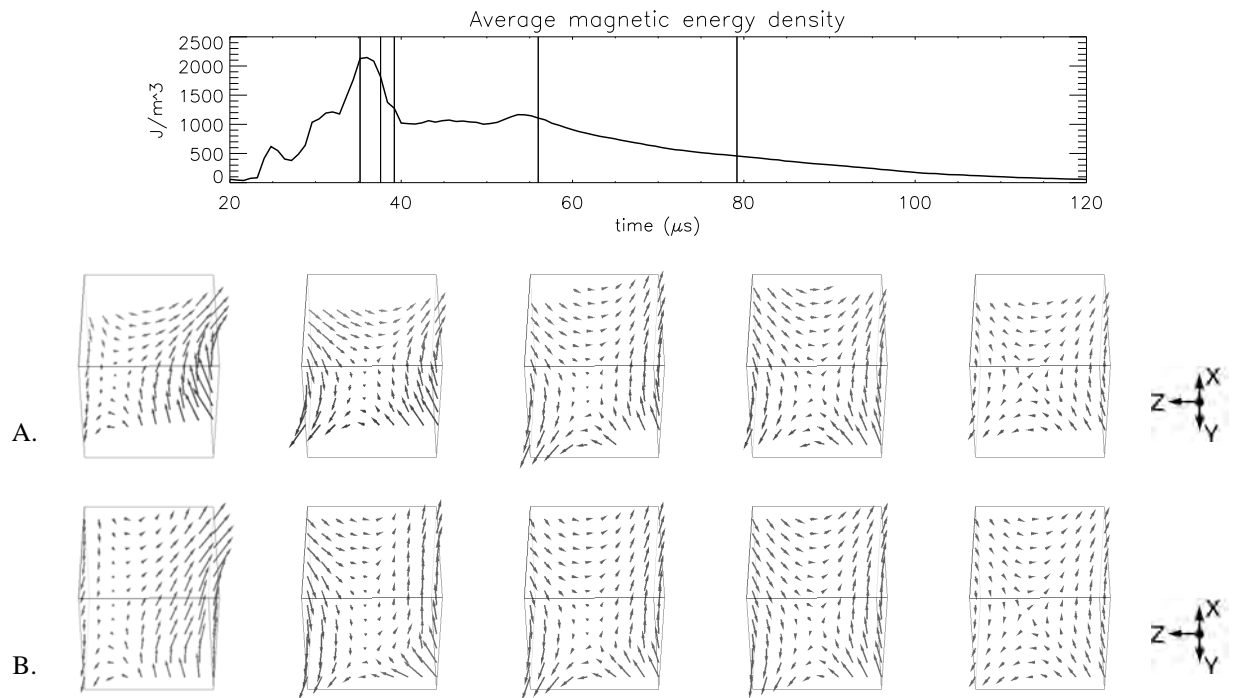 Average magnetic energy density
J/m^3
2500
2000
1500
1000
500
0
20
40
60
80
100
120
time (μs)
A.
X
Z
Y
B.
X
Z
Y